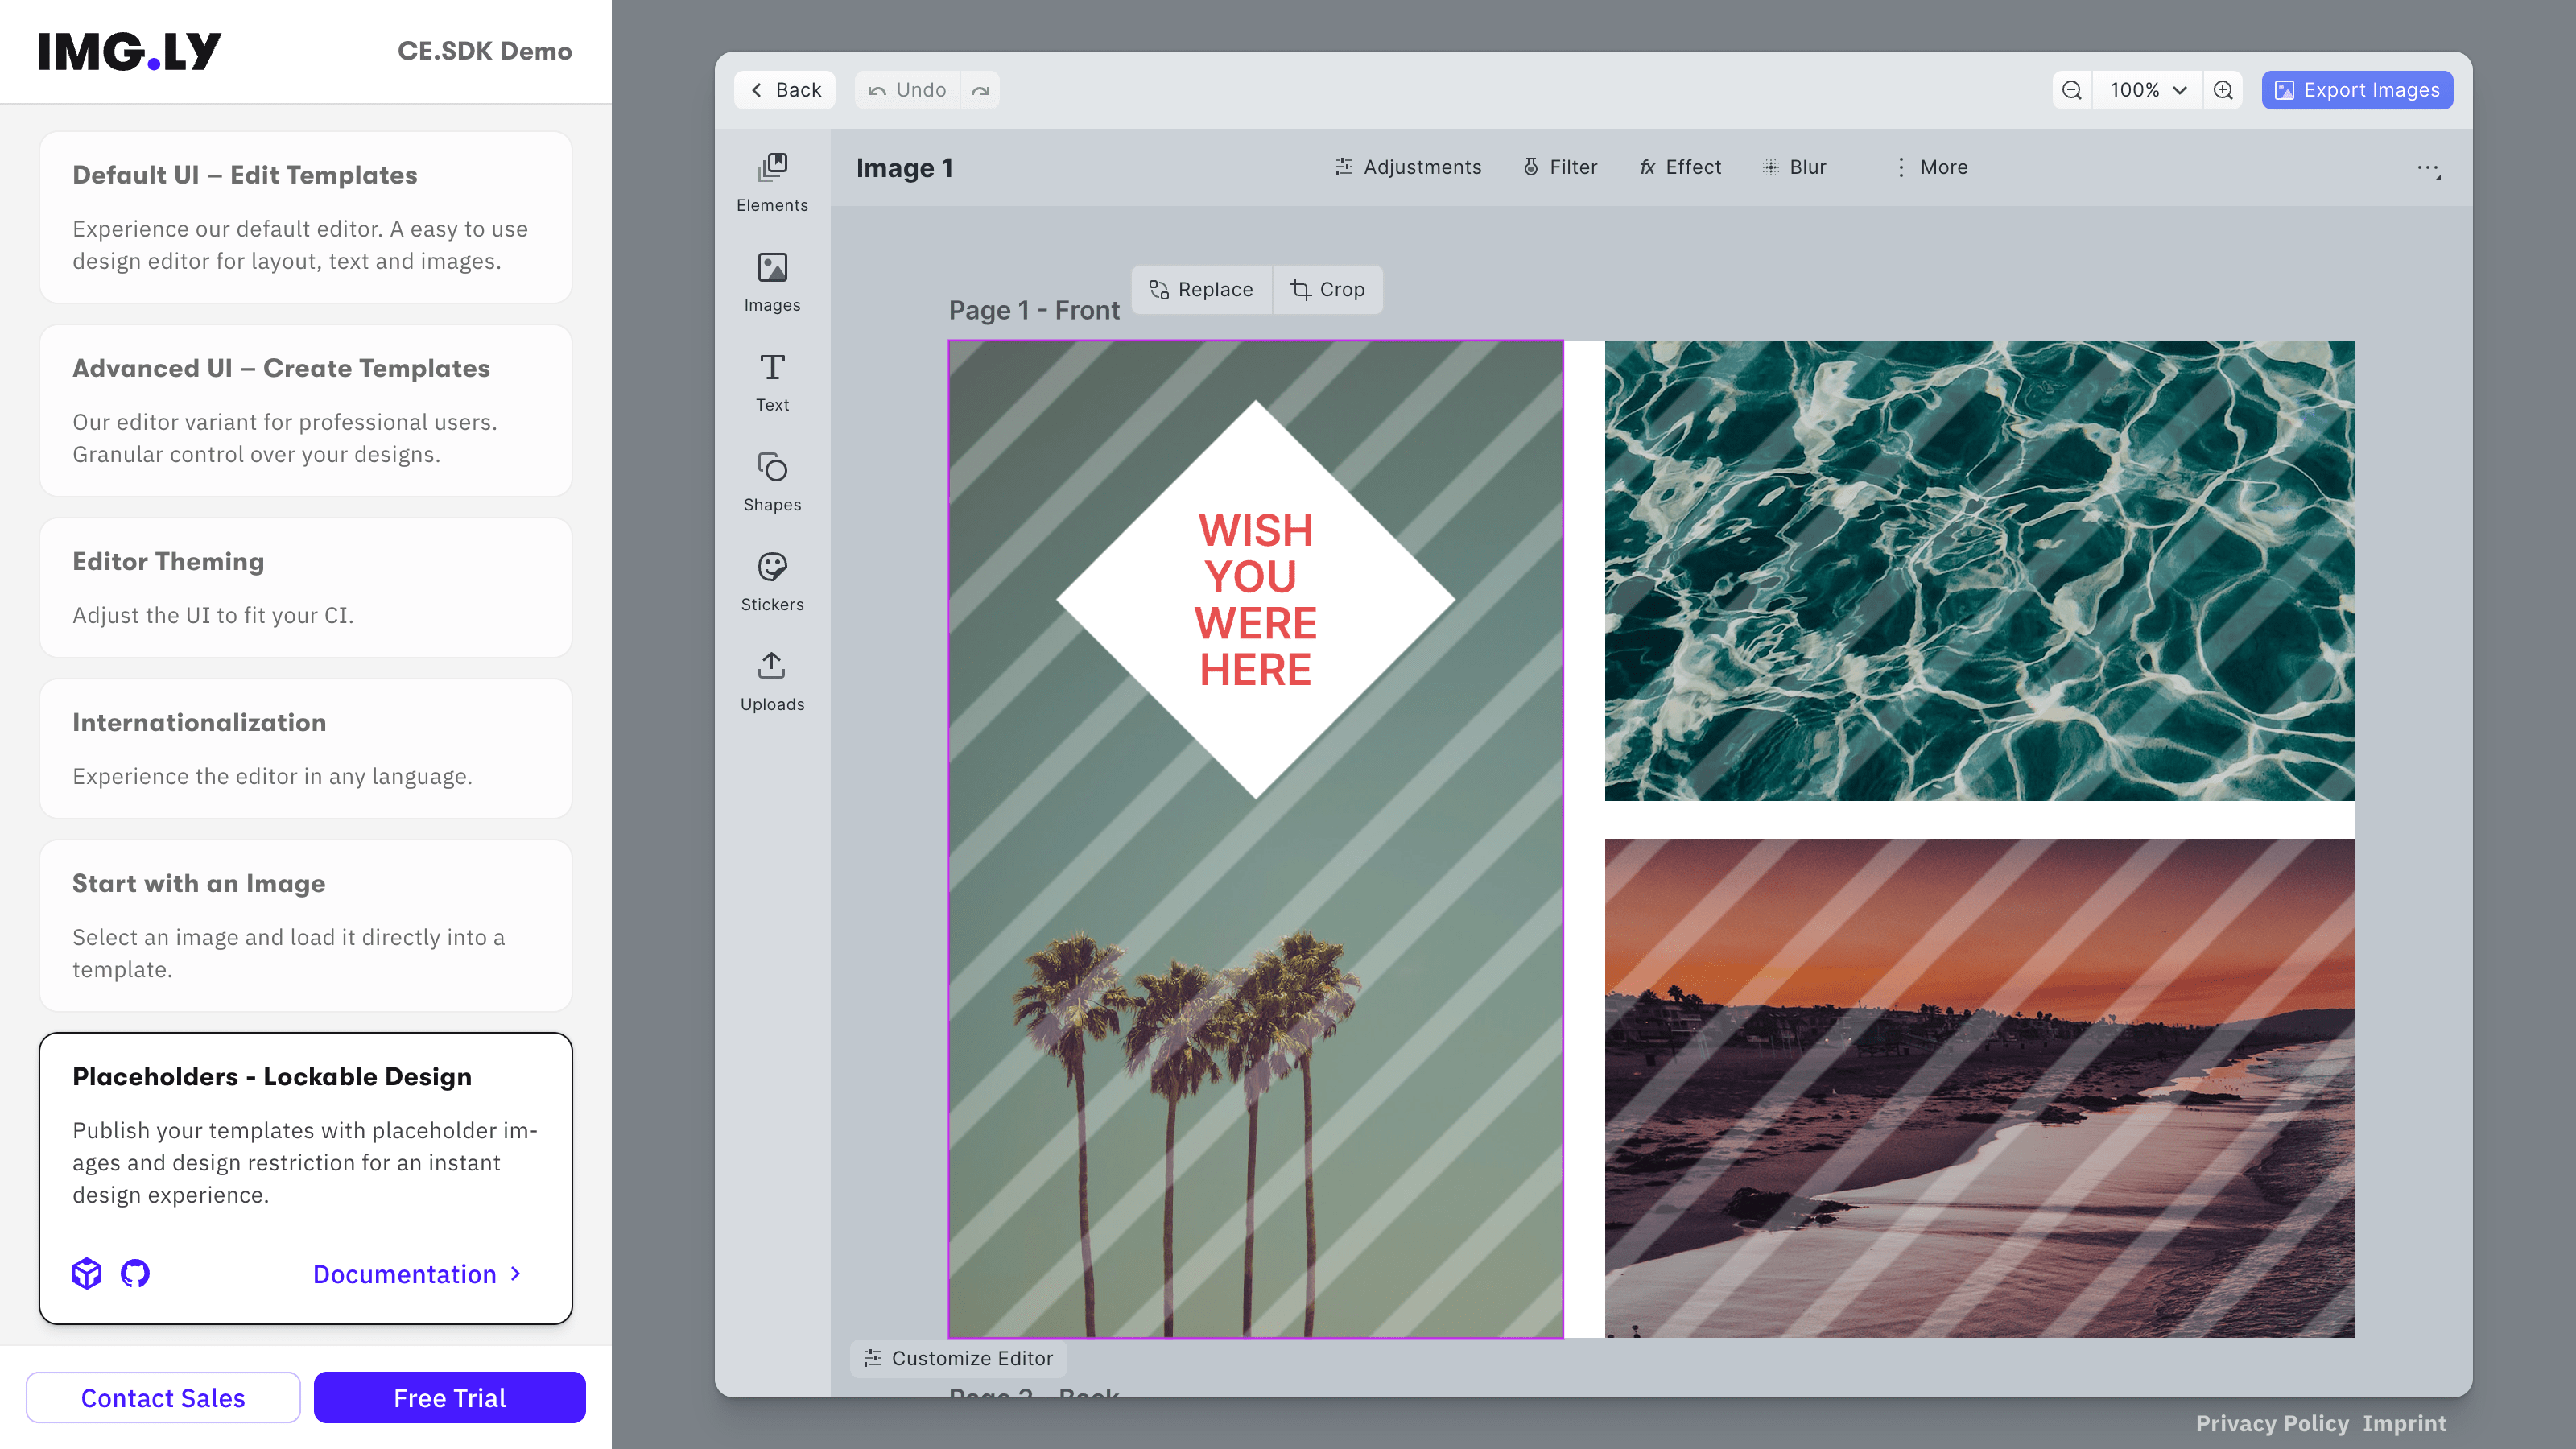 IMG.LY
CE.SDK Demo
Default UI – Edit Templates
Experience our default editor. A easy to use
design editor for layout, text and images.
Advanced UI – Create Templates
Our editor variant for professional users.
Granular control over your designs.
Editor Theming
Adjust the UI to fit your CI.
Internationalization
Experience the editor in any language.
Start with an Image
Select an image and load it directly into a
template.
Placeholders - Lockable Design
Publish your templates with placeholder im-
ages and design restriction for an instant
design experience.
Documentation
Contact Sales
Free Trial
Back
Undo
100%
Export Images
Elements
Images
Text
Shapes
Stickers
Uploads
Image 1
Adjustments
Filter
fx Effect
Blur
More
Replace
Crop
Page 1 - Front
WISH
YOU
WERE
HERE
Customize Editor
Page 2 - Back
Privacy Policy
Imprint